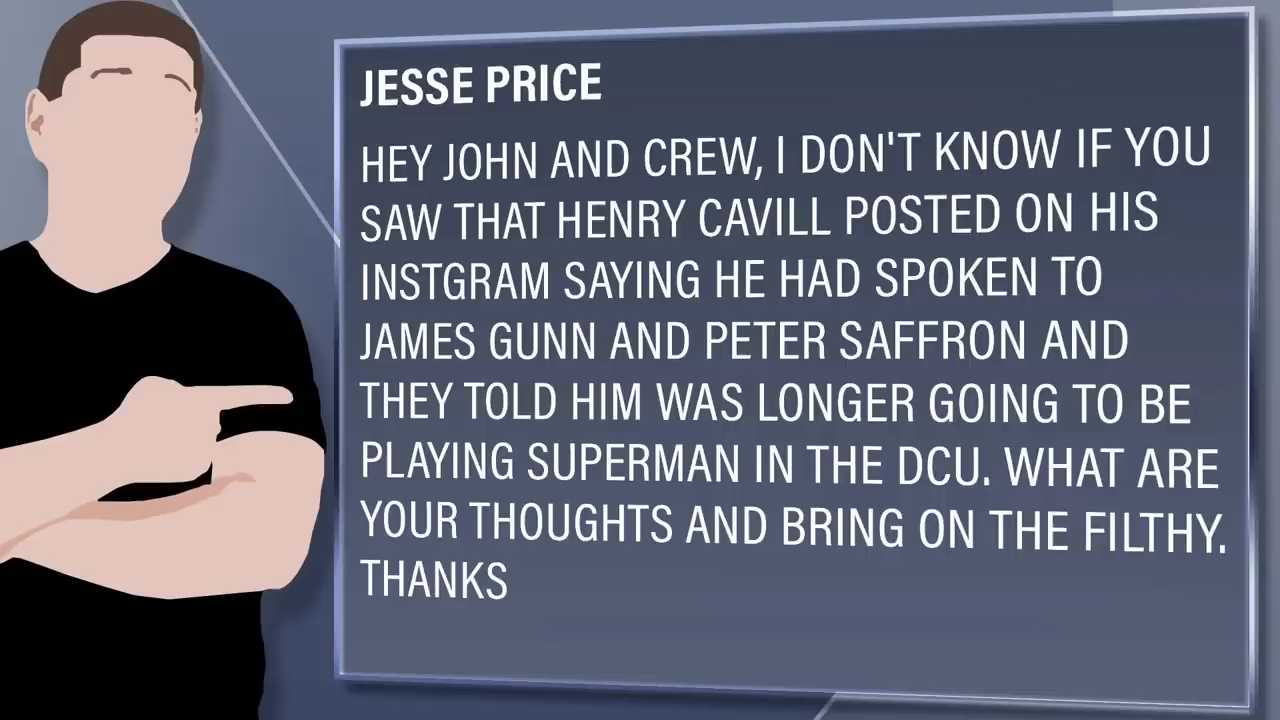 JESSE PRICE
HEY JOHN AND CREW, I DON'T KNOW IF YOU
SAW THAT HENRY CAVILL POSTED ON HIS
INSTGRAM SAYING HE HAD SPOKEN TO
JAMES GUNN AND PETER SAFFRON AND
THEY TOLD HIM WAS LONGER GOING TO BE
PLAYING SUPERMAN IN THE DCU. WHAT ARE
YOUR THOUGHTS AND BRING ON THE FILTHY.
THANKS